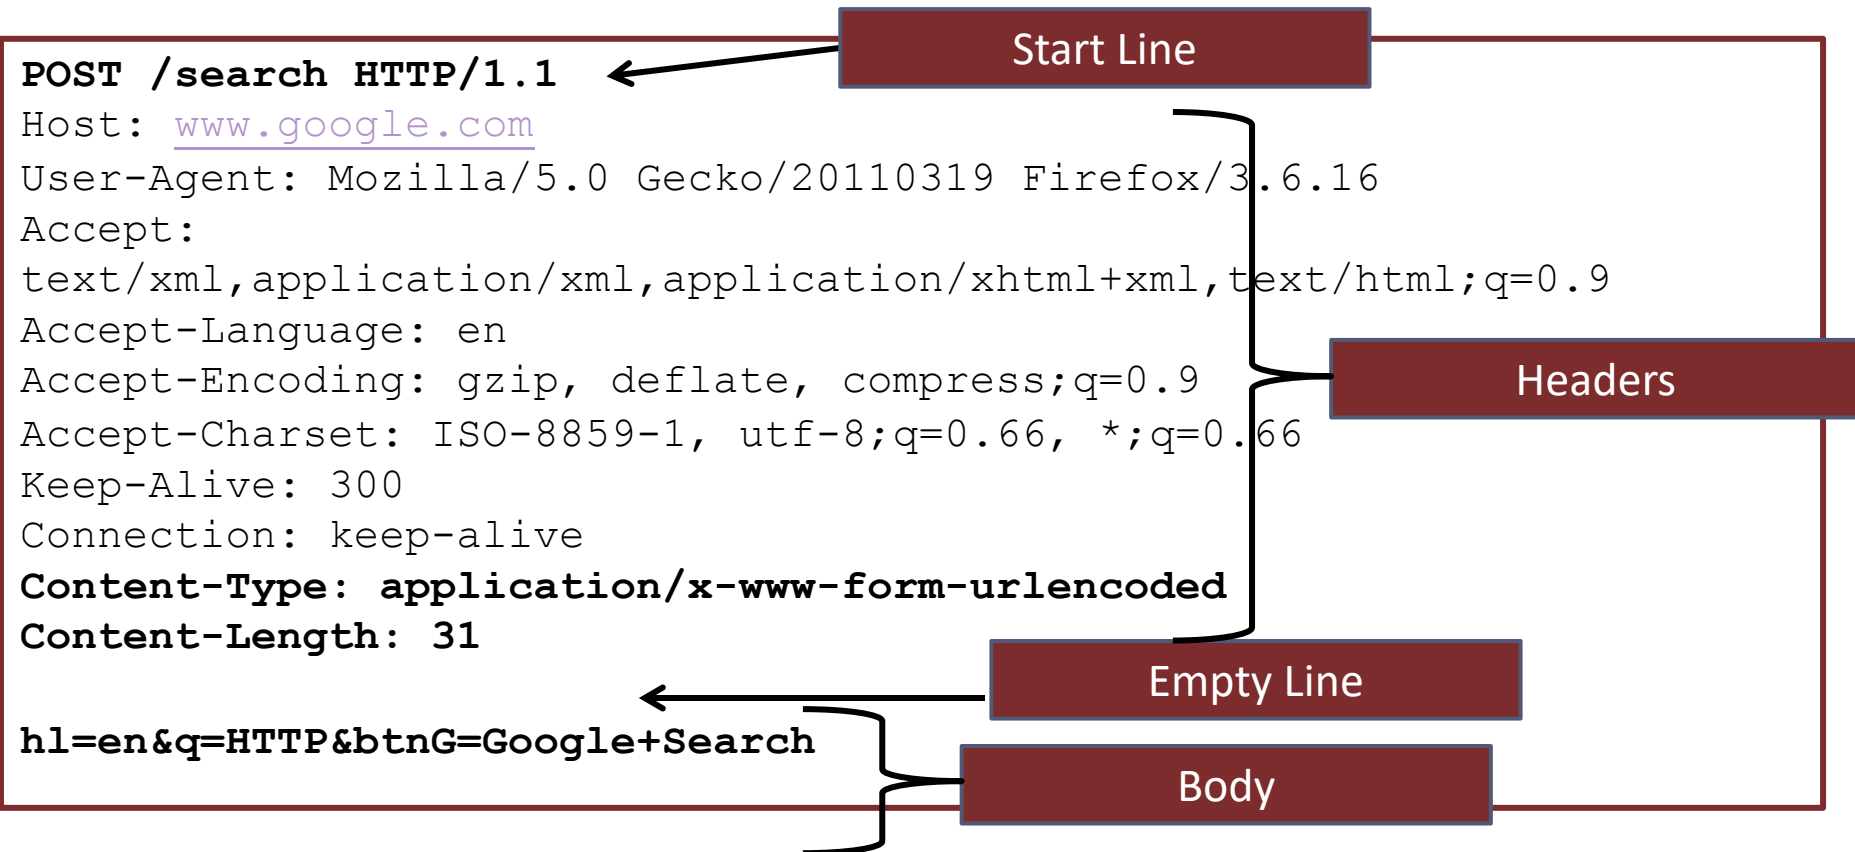 Start Line
POST /search HTTP/1.1
Host: www.google.com
User-Agent: Mozilla/5.0 Gecko/20110319 Firefox/3.6.16
Accept:
text/xml,application/xml,application/xhtml+xml,text/html;q=0.9
Accept-Language: en
Headers
Accept-Encoding: gzip, deflate, compress;q=0.9
Accept-Charset: ISO-8859-1, utf-8;q=0.66, *;q=0.66
Keep-Alive: 300
Connection: keep-alive
Content-Type: application/x-www-form-urlencoded
Content-Length: 31
Empty Line
hl=en&q=HTTP&btnG=Google+Search
Body